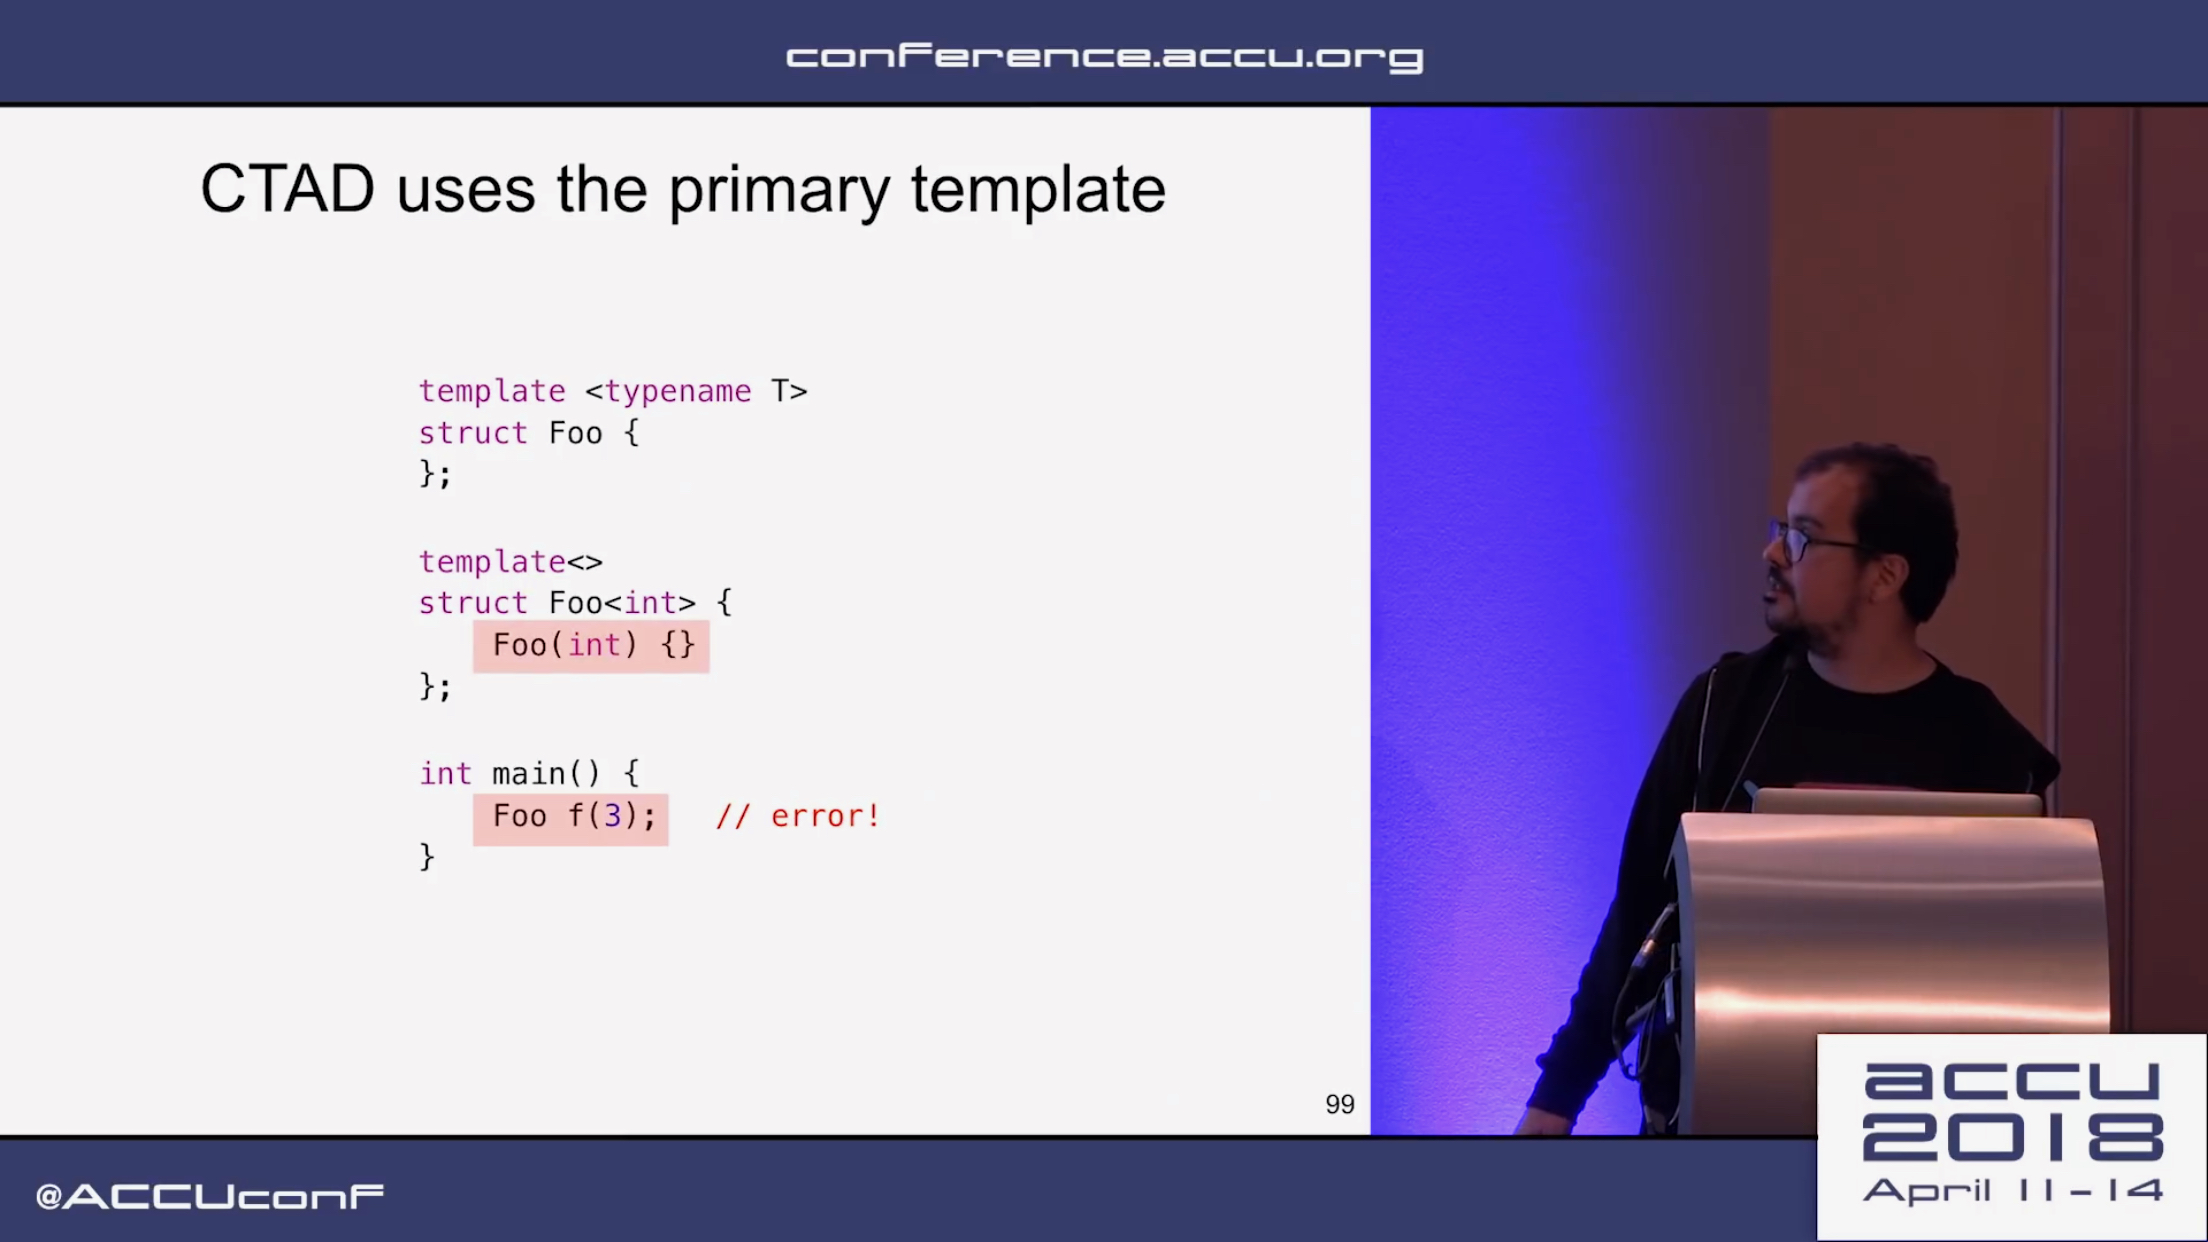 conference.accu.org
CTAD uses the primary template
template <typename T>
struct Foo {
};
template<>
struct Foo<int> {
Foo(int) {}
};
int main() {
Foo f(3);   // error!
}
99
accu
2018
April 11-14
@ACCUconf